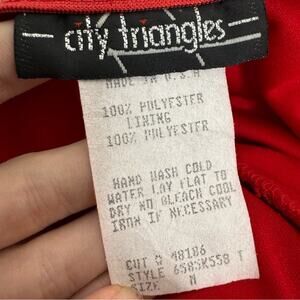 city triangles
MADE IN U.S.A
100% POLYESTER
LINING
100% POLYESTER
HAND WASH COLD
WATER LAY FLAT TO
DRY NO BLEACH COOL
IRON IF NECESSARY
CUT # 48186
STYLE 6585K558 T
SIZE M